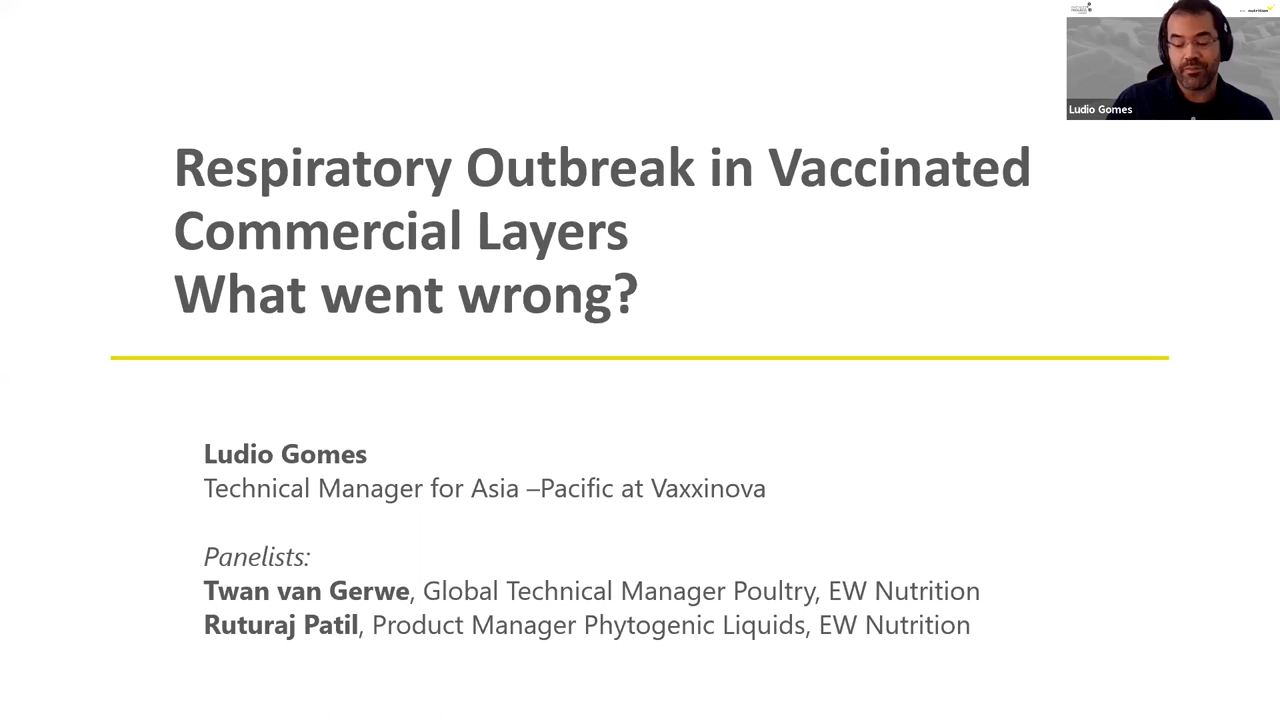 nutrition
Ludio Gomes
Respiratory Outbreak in Vaccinated
Commercial Layers
What went wrong?
Ludio Gomes
Technical Manager for Asia –Pacific at Vaxxinova
Panelists:
Twan van Gerwe, Global Technical Manager Poultry, EW Nutrition
Ruturaj Patil, Product Manager Phytogenic Liquids, EW Nutrition